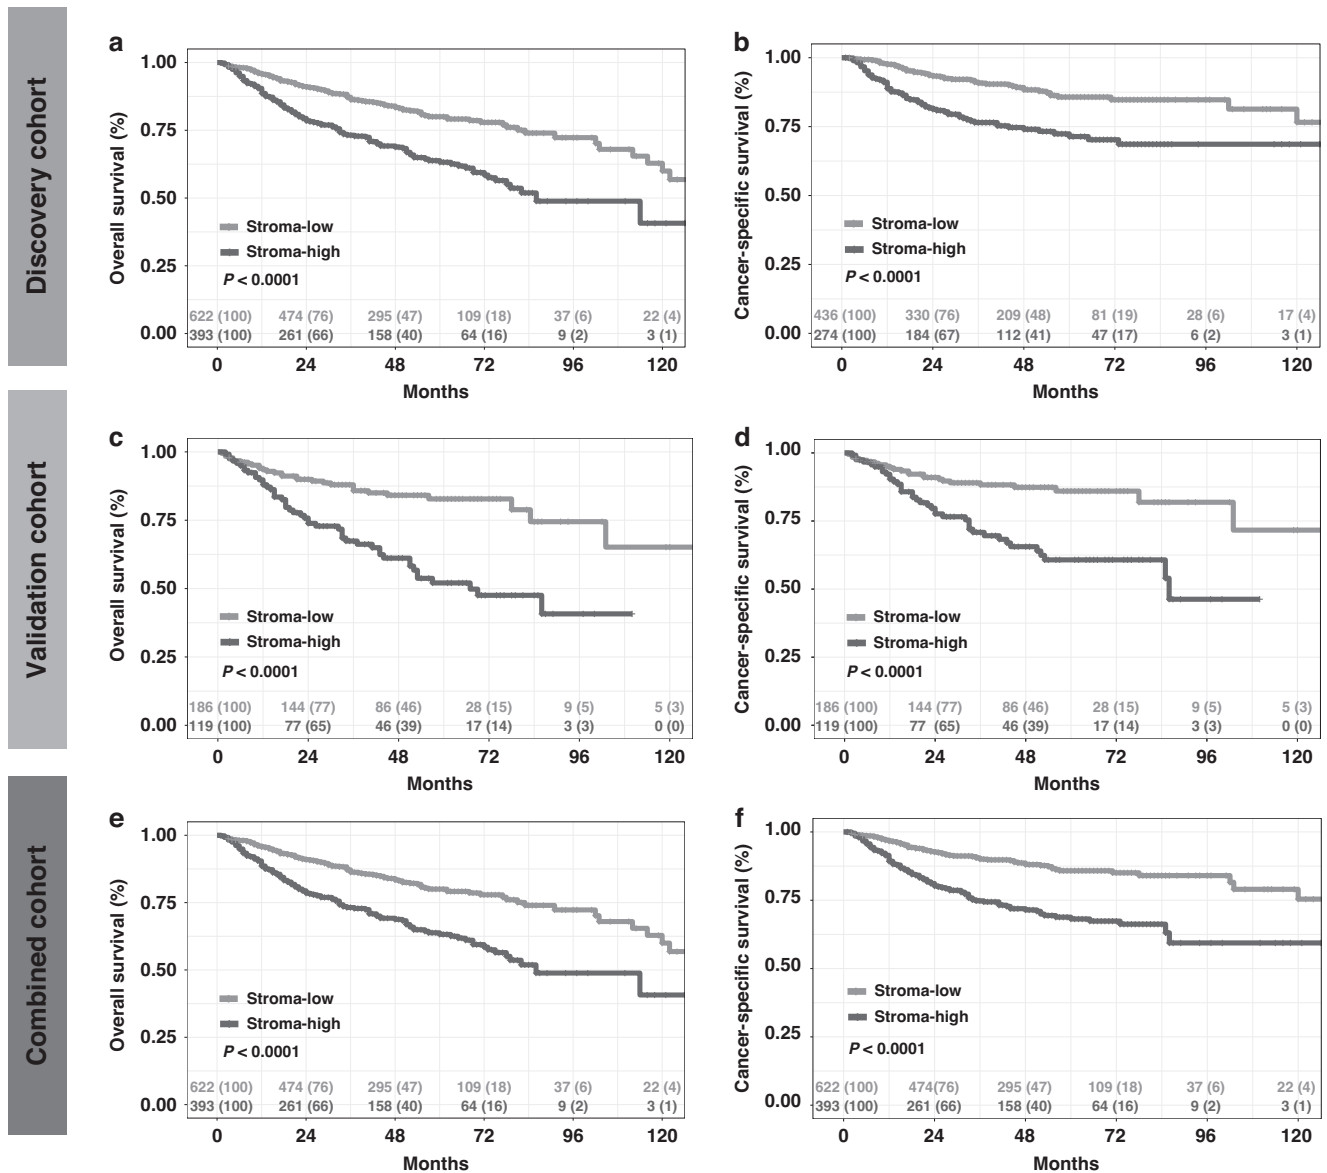 Discovery cohort
a
1.00
0.75
0.50
0.25
0.00
Overall survival (%)
Stroma-low
Stroma-high
P < 0.0001
622 (100) 474 (76) 295 (47) 109 (18) 37 (6) 22 (4)
393 (100) 261 (66) 158 (40) 64 (16) 9 (2) 3 (1)
0 24 48 72 96 120
Months
b
1.00
0.75
0.50
0.25
0.00
Cancer-specific survival (%)
Stroma-low
Stroma-high
P < 0.0001
436 (100) 330 (76) 209 (48) 81 (19) 28 (6) 17 (4)
274 (100) 184 (67) 112 (41) 47 (17) 6 (2) 3 (1)
0 24 48 72 96 120
Months
Validation cohort
c
1.00
0.75
0.50
0.25
0.00
Overall survival (%)
Stroma-low
Stroma-high
P < 0.0001
186 (100) 144 (77) 86 (46) 28 (15) 9 (5) 5 (3)
119 (100) 77 (65) 46 (39) 17 (14) 3 (3) 0 (0)
0 24 48 72 96 120
Months
d
1.00
0.75
0.50
0.25
0.00
Cancer-specific survival (%)
Stroma-low
Stroma-high
P < 0.0001
186 (100) 144 (77) 86 (46) 28 (15) 9 (5) 5 (3)
119 (100) 77 (65) 46 (39) 17 (14) 3 (3) 0 (0)
0 24 48 72 96 120
Months
Combined cohort
e
1.00
0.75
0.50
0.25
0.00
Overall survival (%)
Stroma-low
Stroma-high
P < 0.0001
622 (100) 474 (76) 295 (47) 109 (18) 37 (6) 22 (4)
393 (100) 261 (66) 158 (40) 64 (16) 9 (2) 3 (1)
0 24 48 72 96 120
Months
f
1.00
0.75
0.50
0.25
0.00
Cancer-specific survival (%)
Stroma-low
Stroma-high
P < 0.0001
622 (100) 474(76) 295 (47) 109 (18) 37 (6) 22 (4)
393 (100) 261 (66) 158 (40) 64 (16) 9 (2) 3 (1)
0 24 48 72 96 120
Months